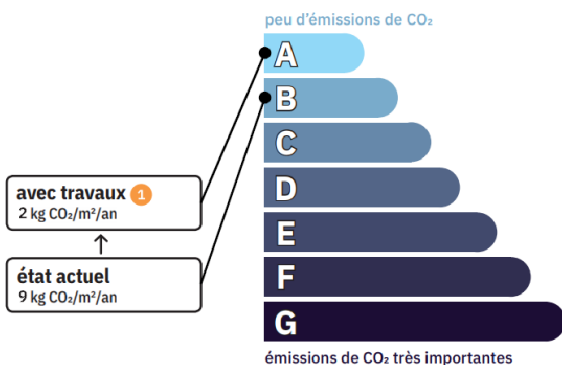 peu d'émissions de CO₂
A
B
C
D
E
F
G
avec travaux 1
2 kg CO₂/m²/an
état actuel
9 kg CO₂/m²/an
émissions de CO₂ très importantes